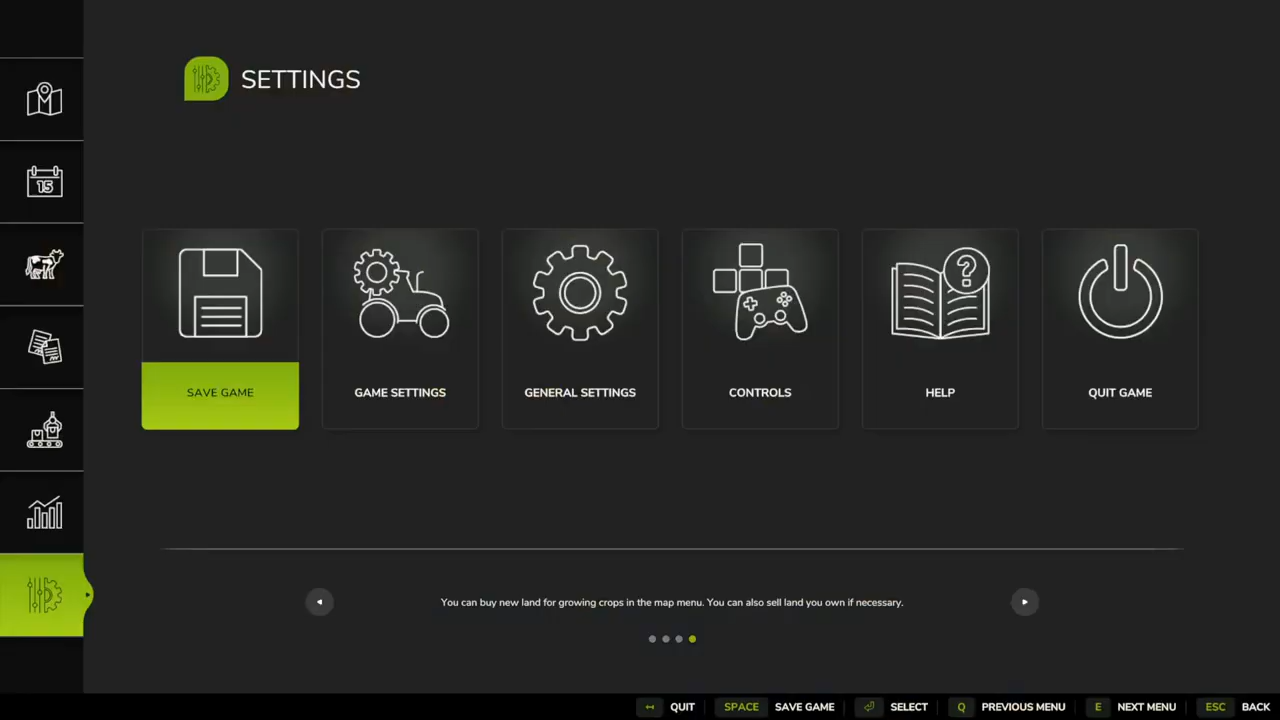 SETTINGS
15
SAVE GAME
GAME SETTINGS
GENERAL SETTINGS
CONTROLS
HELP
QUIT GAME
You can buy new land for growing crops in the map menu. You can also sell land you own if necessary.
QUIT SPACE SAVE GAME SELECT Q PREVIOUS MENU E NEXT MENU ESC BACK